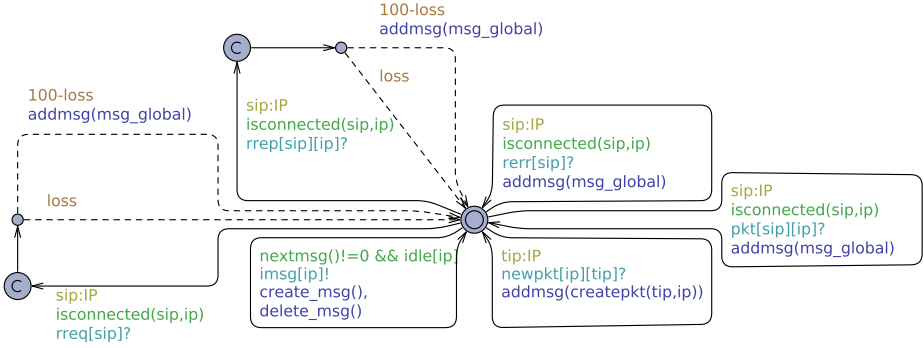 100-loss
addmsg(msg_global)
C
loss
100-loss
addmsg(msg_global)
sip:IP
isconnected(sip,ip)
rrep[sip][ip]?
sip:IP
isconnected(sip,ip)
rerr[sip]?
addmsg(msg_global)
loss
sip:IP
isconnected(sip,ip)
pkt[sip][ip]?
addmsg(msg_global)
nextmsg()!=0 && idle[ip]
imsg[ip]!
create_msg(),
delete_msg()
tip:IP
newpkt[ip][tip]?
addmsg(createpkt(tip,ip))
C
sip:IP
isconnected(sip,ip)
rreq[sip]?